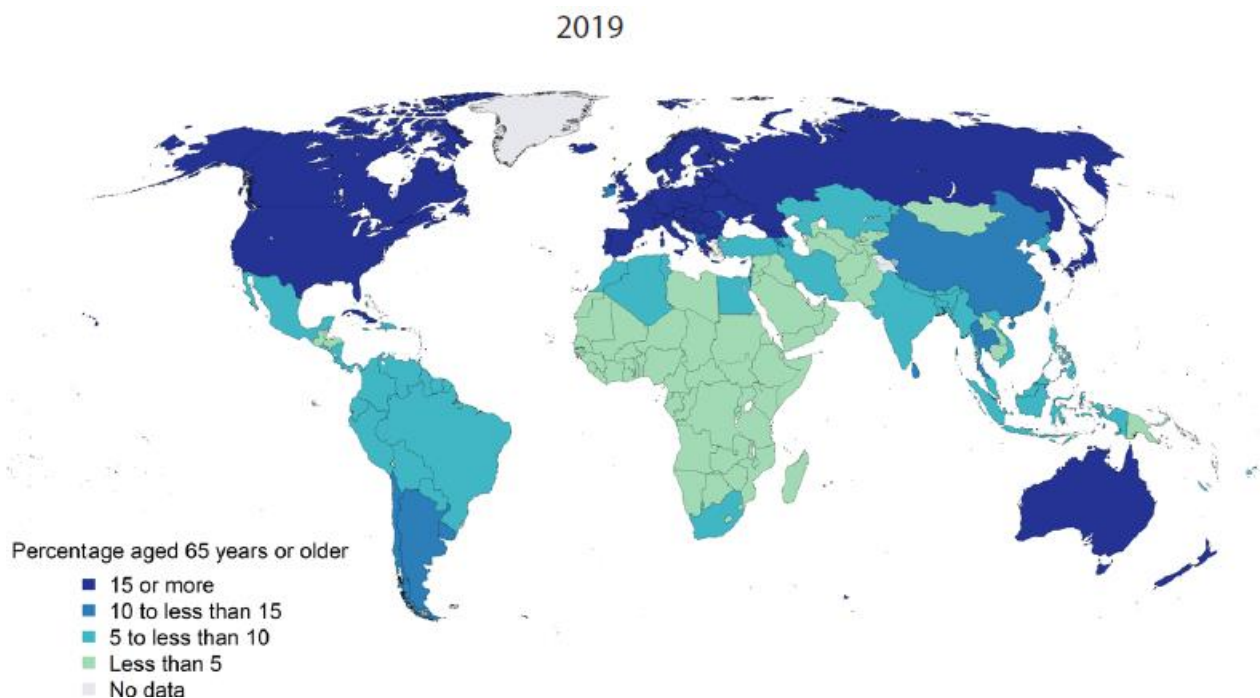 2019
Percentage aged 65 years or older
15 or more
10 to less than 15
5 to less than 10
Less than 5
No data